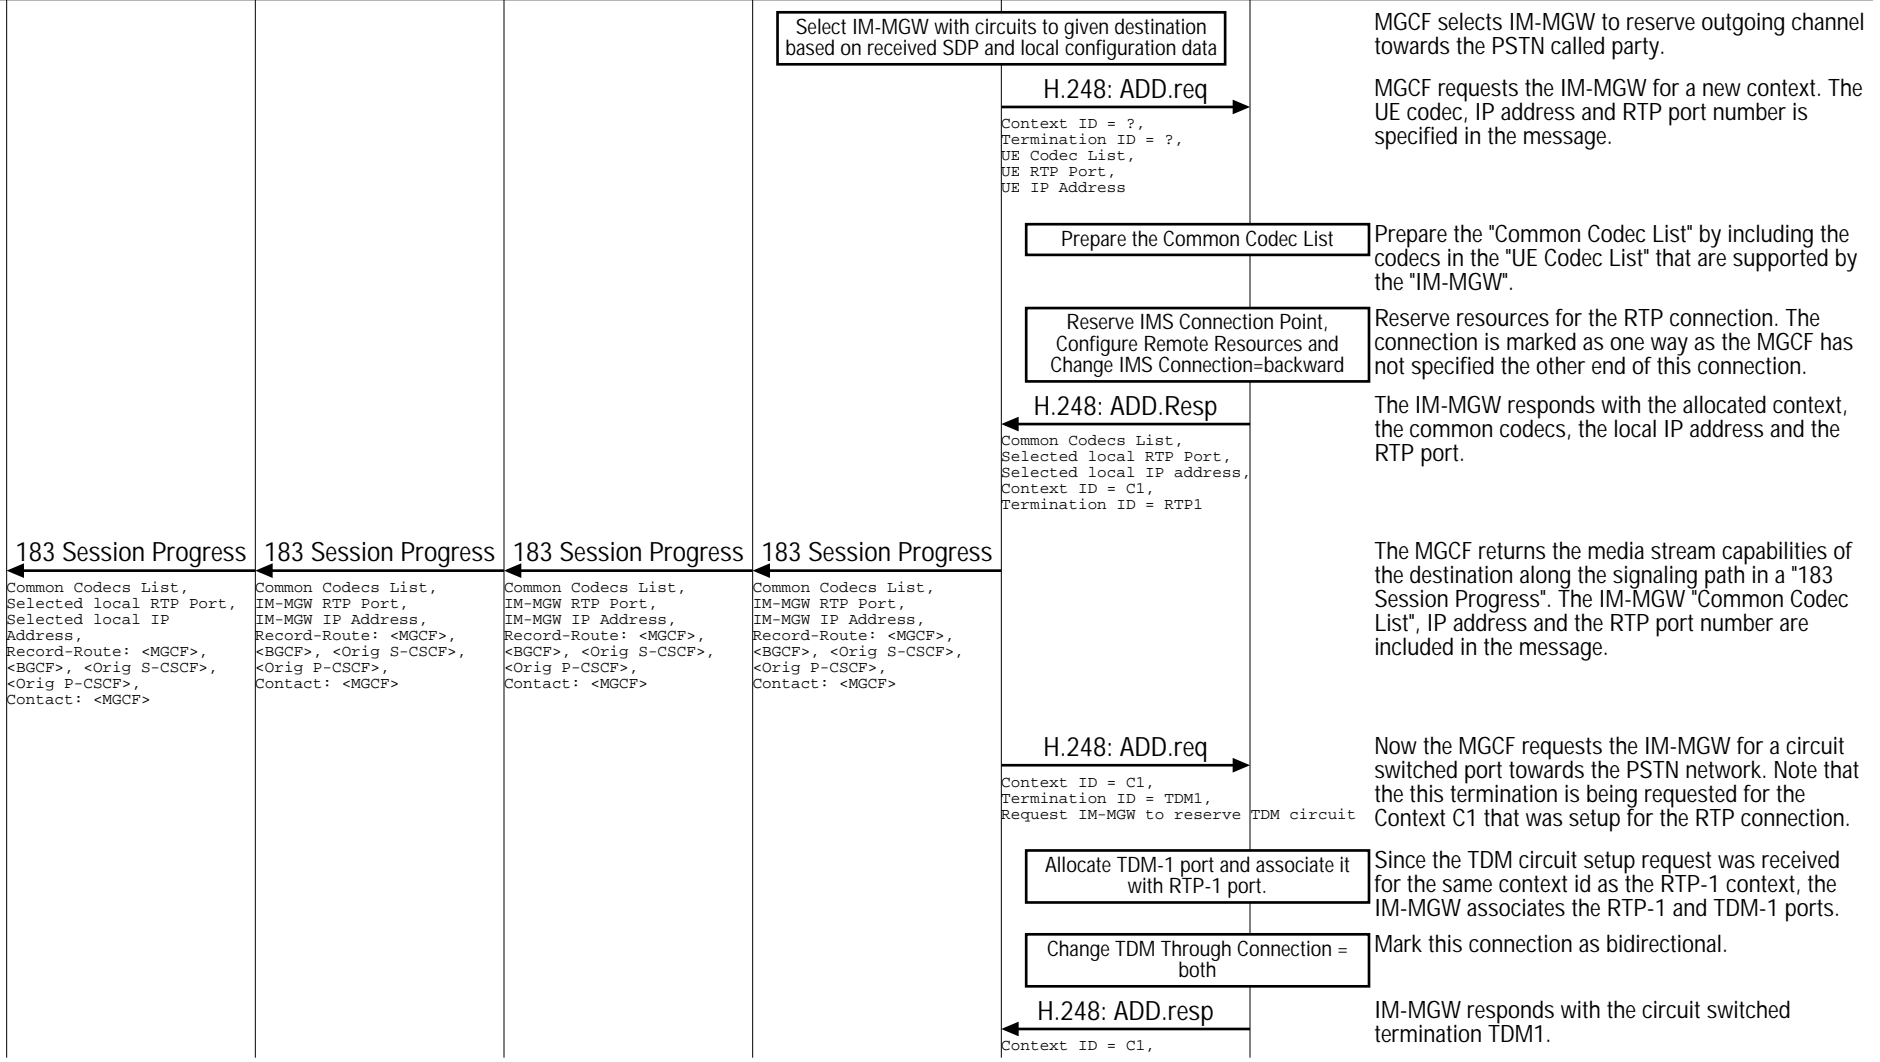 Select IM-MGW with circuits to given destination
based on received SDP and local configuration data
MGCF selects IM-MGW to reserve outgoing channel
towards the PSTN called party.
H.248: ADD.req
Context ID = ?,
Termination ID = ?,
UE Codec List,
UE RTP Port,
UE IP Address
MGCF requests the IM-MGW for a new context. The
UE codec, IP address and RTP port number is
specified in the message.
Prepare the Common Codec List
Prepare the "Common Codec List" by including the
codecs in the "UE Codec List" that are supported by
the "IM-MGW".
Reserve IMS Connection Point,
Configure Remote Resources and
Change IMS Connection=backward
Reserve resources for the RTP connection. The
connection is marked as one way as the MGCF has
not specified the other end of this connection.
H.248: ADD.Resp
Common Codecs List,
Selected local RTP Port,
Selected local IP address,
Context ID = C1,
Termination ID = RTP1
The IM-MGW responds with the allocated context,
the common codecs, the local IP address and the
RTP port.
183 Session Progress
Common Codecs List,
Selected local RTP Port,
Selected local IP
Address,
Record-Route: <MGCF>,
<BGCF>, <Orig S-CSCF>,
<Orig P-CSCF>,
Contact: <MGCF>
183 Session Progress
Common Codecs List,
IM-MGW RTP Port,
IM-MGW IP Address,
Record-Route: <MGCF>,
<BGCF>, <Orig S-CSCF>,
<Orig P-CSCF>,
Contact: <MGCF>
183 Session Progress
Common Codecs List,
IM-MGW RTP Port,
IM-MGW IP Address,
Record-Route: <MGCF>,
<BGCF>, <Orig S-CSCF>,
<Orig P-CSCF>,
Contact: <MGCF>
183 Session Progress
Common Codecs List,
IM-MGW RTP Port,
IM-MGW IP Address,
Record-Route: <MGCF>,
<BGCF>, <Orig S-CSCF>,
<Orig P-CSCF>,
Contact: <MGCF>
The MGCF returns the media stream capabilities of
the destination along the signaling path in a "183
Session Progress". The IM-MGW "Common Codec
List", IP address and the RTP port number are
included in the message.
H.248: ADD.req
Context ID = C1,
Termination ID = TDM1,
Request IM-MGW to reserve TDM circuit
Now the MGCF requests the IM-MGW for a circuit
switched port towards the PSTN network. Note that
the this termination is being requested for the
Context C1 that was setup for the RTP connection.
Allocate TDM-1 port and associate it
with RTP-1 port.
Since the TDM circuit setup request was received
for the same context id as the RTP-1 context, the
IM-MGW associates the RTP-1 and TDM-1 ports.
Change TDM Through Connection =
both
Mark this connection as bidirectional.
H.248: ADD.resp
Context ID = C1,
IM-MGW responds with the circuit switched
termination TDM1.